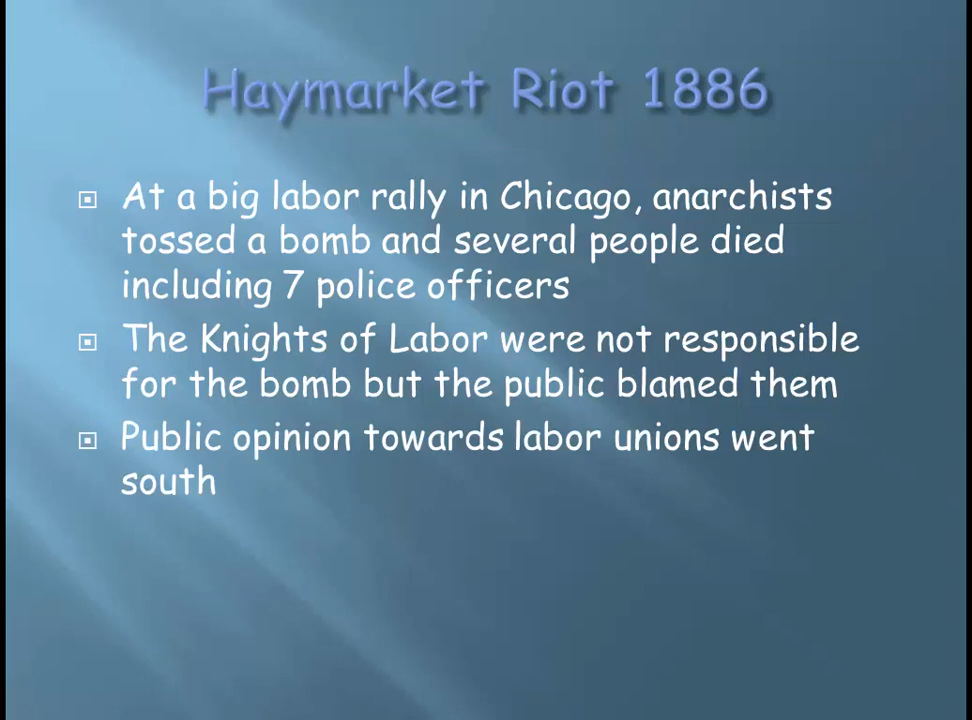 Haymarket Riot 1886
At a big labor rally in Chicago, anarchists
tossed a bomb and several people died
including 7 police officers
The Knights of Labor were not responsible
for the bomb but the public blamed them
Public opinion towards labor unions went
south